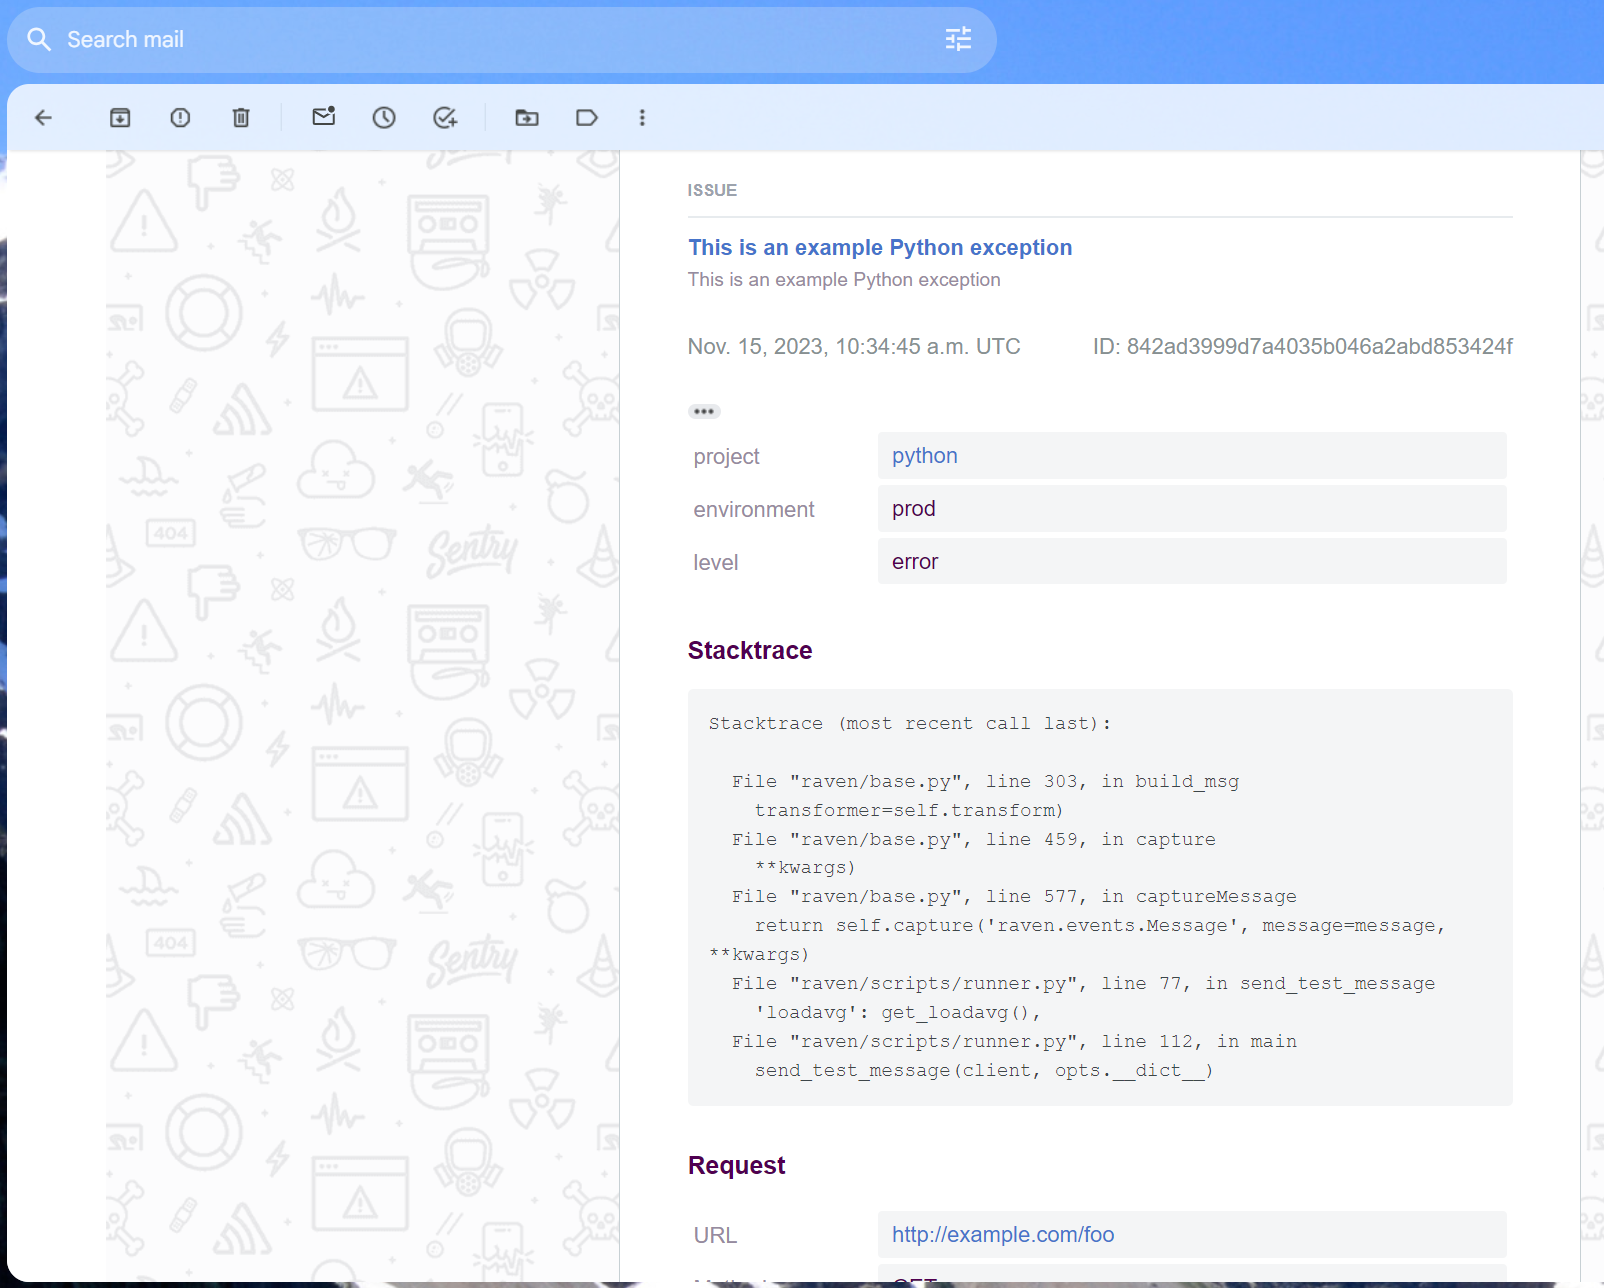 Search mail
ISSUE
This is an example Python exception
This is an example Python exception
Nov. 15, 2023, 10:34:45 a.m. UTC ID: 842ad3999d7a4035b046a2abd853424f
project python
environment prod
level error
Stacktrace
Stacktrace (most recent call last):
File "raven/base.py", line 303, in build_msg
transformer=self.transform)
File "raven/base.py", line 459, in capture
**kwargs)
File "raven/base.py", line 577, in captureMessage
return self.capture('raven.events.Message', message=message,
**kwargs)
File "raven/scripts/runner.py", line 77, in send_test_message
'loadavg': get_loadavg(),
File "raven/scripts/runner.py", line 112, in main
send_test_message(client, opts.__dict__)
Request
URL http://example.com/foo
404
Sentry
404
Sentry